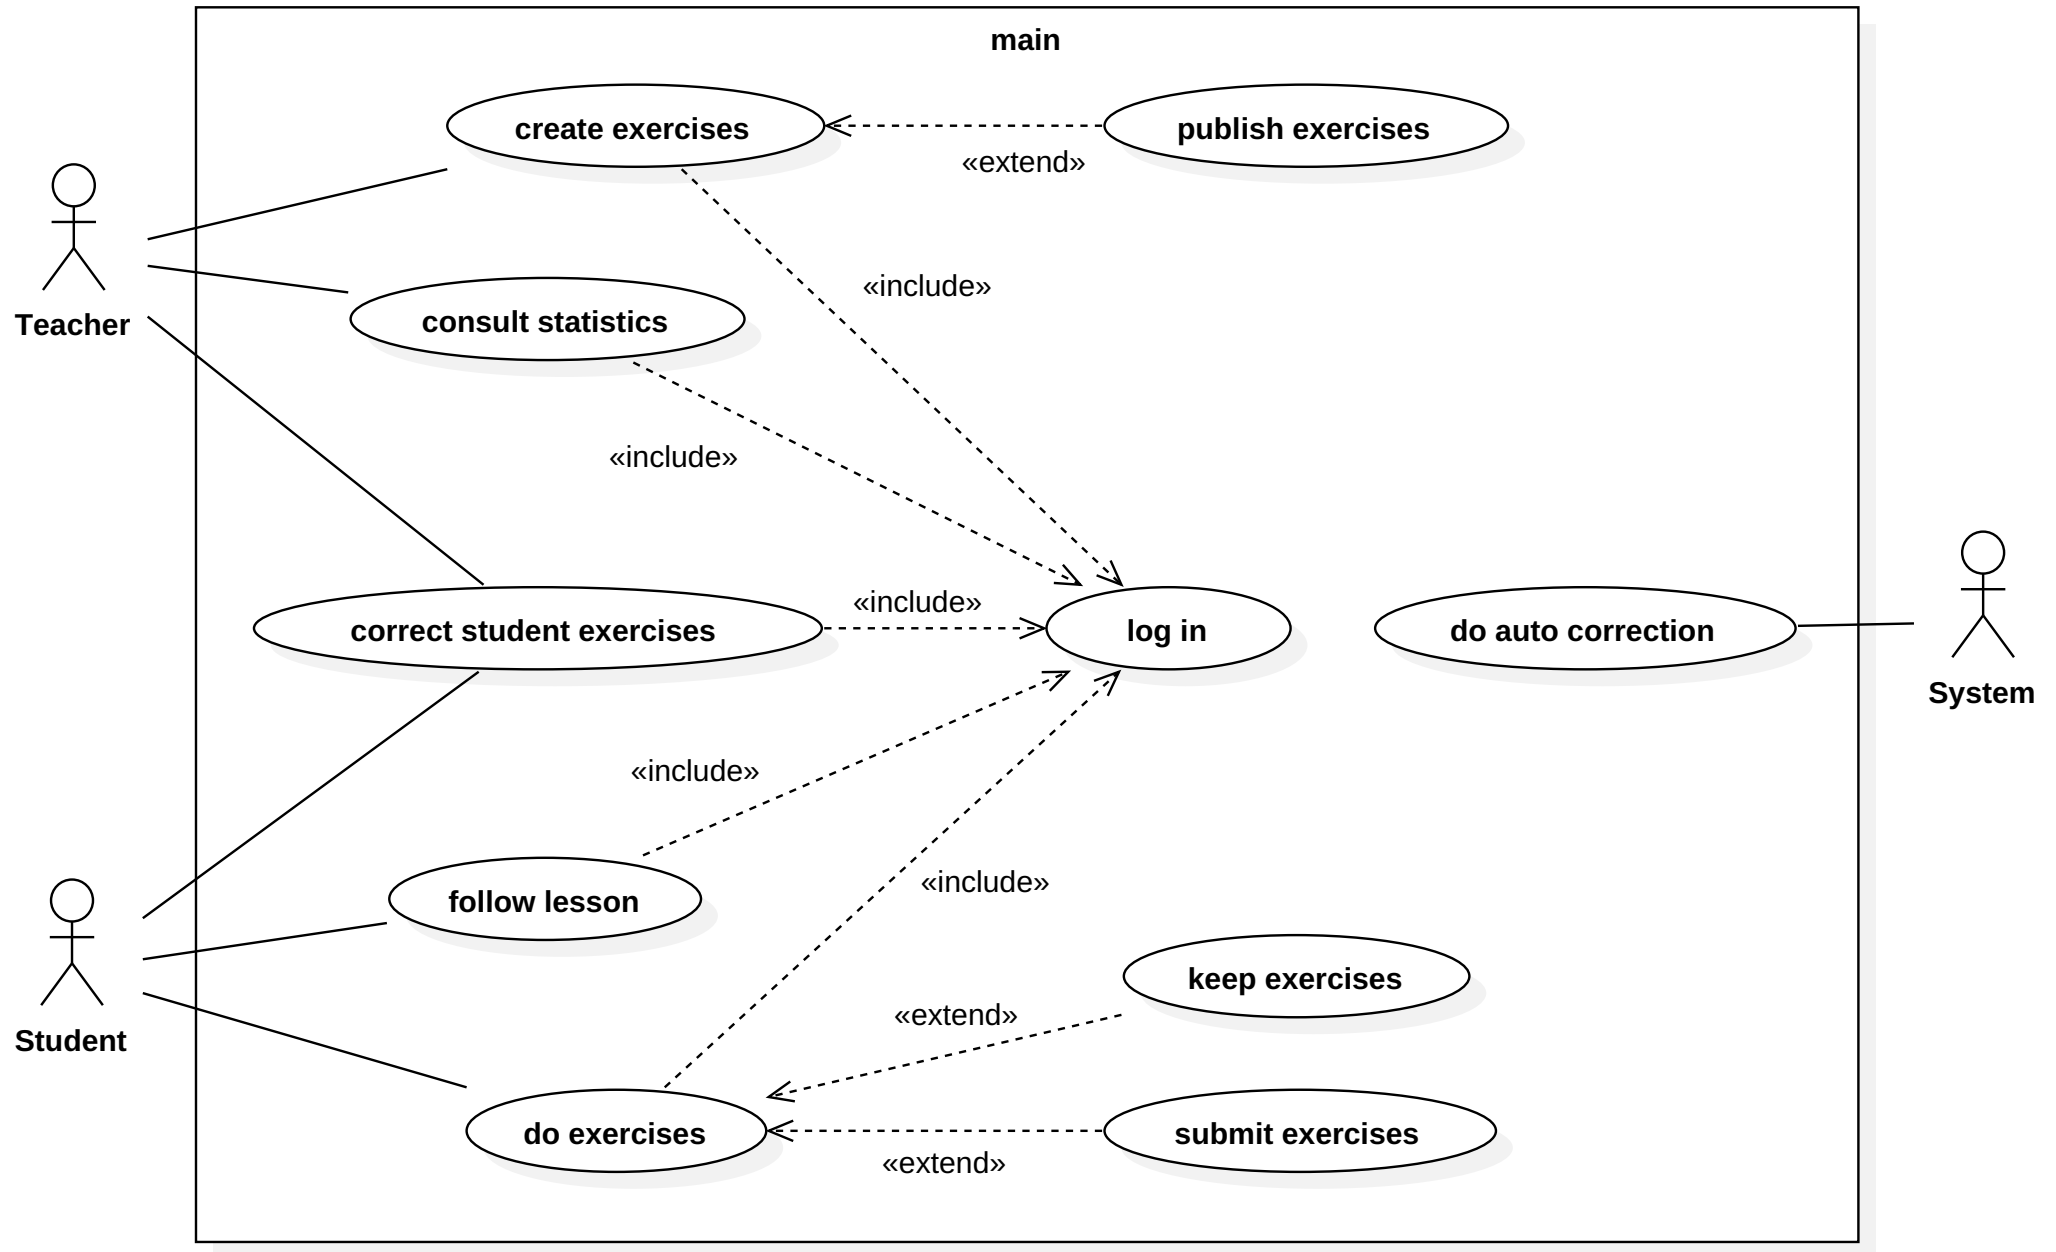 main
create exercises
publish exercises
«extend»
«include»
Teacher
consult statistics
«include»
«include»
correct student exercises
log in
do auto correction
System
«include»
«include»
follow lesson
keep exercises
«extend»
Student
do exercises
submit exercises
«extend»